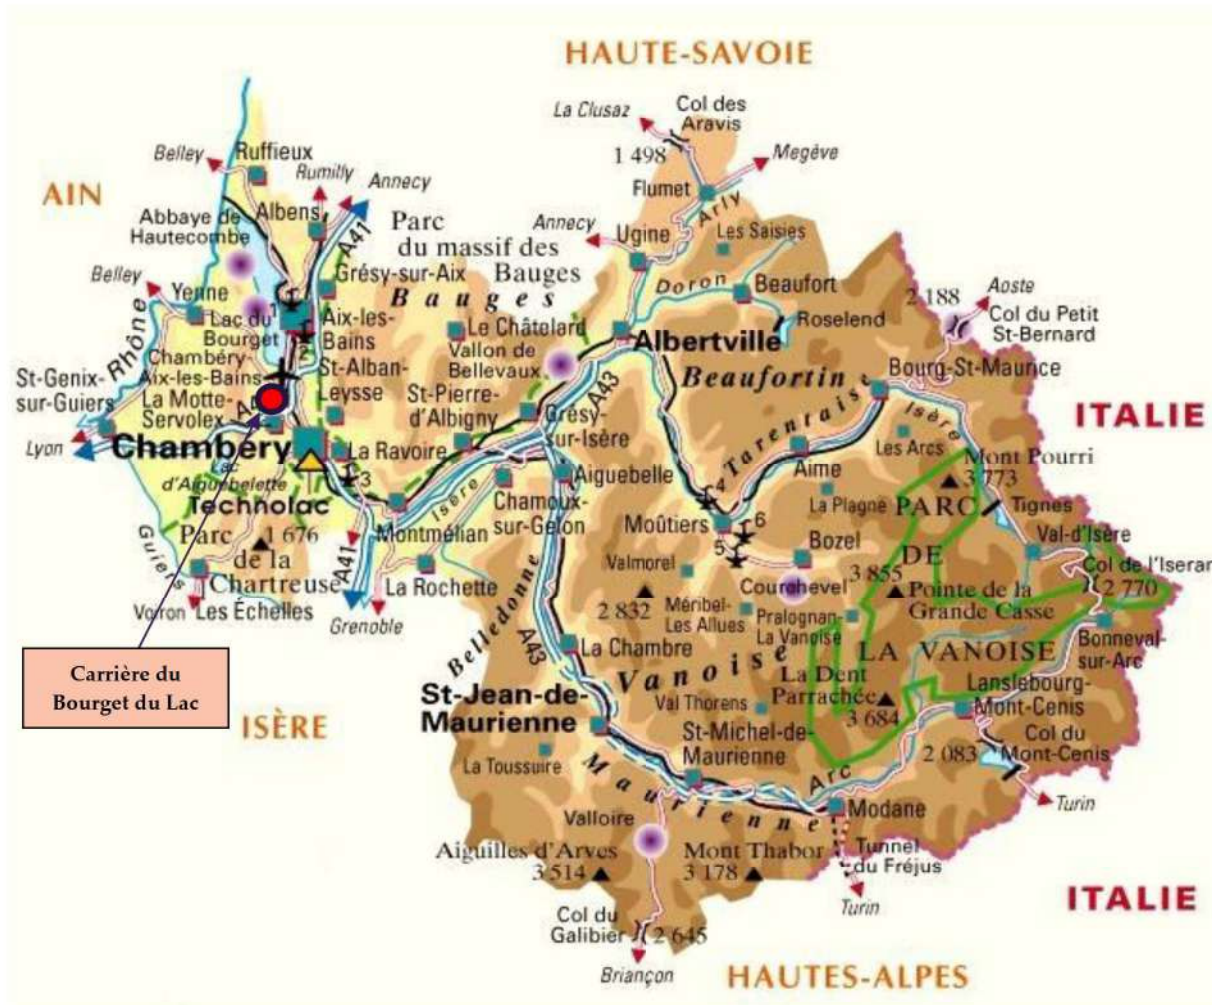 HAUTE-SAVOIE
La Clusaz
Col des
Aravis
1 498
Megève
Belley
Ruffieux
Rumilly
Annecy
Flumet
Arly
AIN
Abbaye de
Hautecombe
Albens
A41
Parc
du massif des
Bauges
Annecy
Ugine
Les Saisies
Belley
Yenne
Grésy-sur-Aix
Bauges
Doron
Beaufort
2 188
Aoste
Col du Petit
St-Bernard
Rhône
Lac du
Bourget
Aix-les-
Bains
Le Châtelard
Vallon de
Bellevaux
Albertville
Roselend
Beaufortin
Bourg-St-Maurice
Chambéry-
Aix-les-Bains
St-Genix-
sur-Guiers
La Motte-
Servolex
St-Alban-
Leysse
St-Pierre-
d'Albigny
A43
Grésy-
sur-Isère
Tarentaise
Isère
ITALIE
Lyon
Chambéry
La Ravoire
Lac
d'Aiguebelette
Technolac
3
Isère
Aiguebelle
Chamoux-
sur-Gelon
4
Aime
Les Arcs
Mont Pourri
3 773
La Plagne
PARC
Tignes
Guiers
Parc
de la
Chartreuse
1 676
Montmélian
A41
La Rochette
Moûtiers
6
5
Bozel
DE
Val-d'Isère
Col de l'Iseran
2 770
Voiron
Les Échelles
Grenoble
Belledonne
A43
Valmorel
2 832
Courchevel
3 855
Pointe de la
Grande Casse
Méribel-
Les Allues
Pralognan-
La Vanoise
La Chambre
LA VANOISE
Bonneval-
sur-Arc
Carrière du
Bourget du Lac
Vanoise
La Dent
Parrachée
3 684
Lanslebourg-
Mont-Cenis
ISÈRE
St-Jean-de-
Maurienne
Val Thorens
St-Michel-de-
Maurienne
2 083
Col du
Mont-Cenis
La Toussuire
Maurienne
Arc
Turin
Valloire
Modane
Aiguilles d'Arves
3 514
Mont Thabor
3 178
Tunnel
du Fréjus
Turin
ITALIE
Col du
Galibier
2 645
Briançon
HAUTES-ALPES